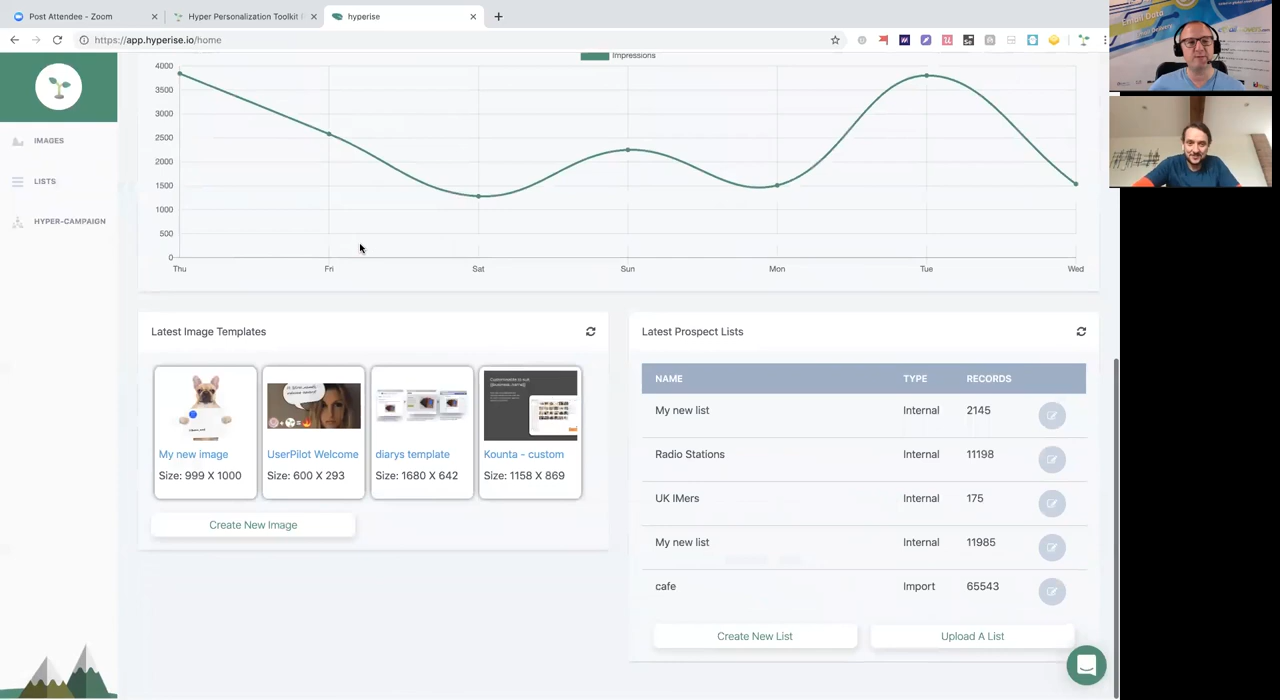 Post Attendee - Zoom
Hyper Personalization Toolkit
hyperise
https://app.hyperise.io/home
Email Data
IMAGES
LISTS
HYPER-CAMPAIGN
Impressions
4000
3500
3000
2500
2000
1500
1000
500
0
Thu Fri Sat Sun Mon Tue Wed
Latest Image Templates
My new image
Size: 999 X 1000
UserPilot Welcome
Size: 600 X 293
diarys template
Size: 1680 X 642
Kounta - custom
Size: 1158 X 869
Create New Image
Latest Prospect Lists
NAME TYPE RECORDS
My new list Internal 2145
Radio Stations Internal 11198
UK IMers Internal 175
My new list Internal 11985
cafe Import 65543
Create New List
Upload A List